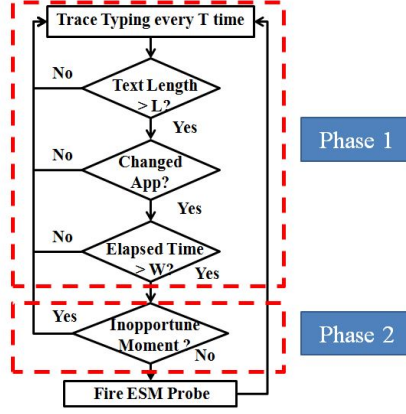 Trace Typing every T time
No
Text Length
> L?
Yes
No
Changed
App?
Phase 1
Yes
No
Elapsed Time
> W?
Yes
Yes
Inopportune
Moment ?
Phase 2
No
Fire ESM Probe